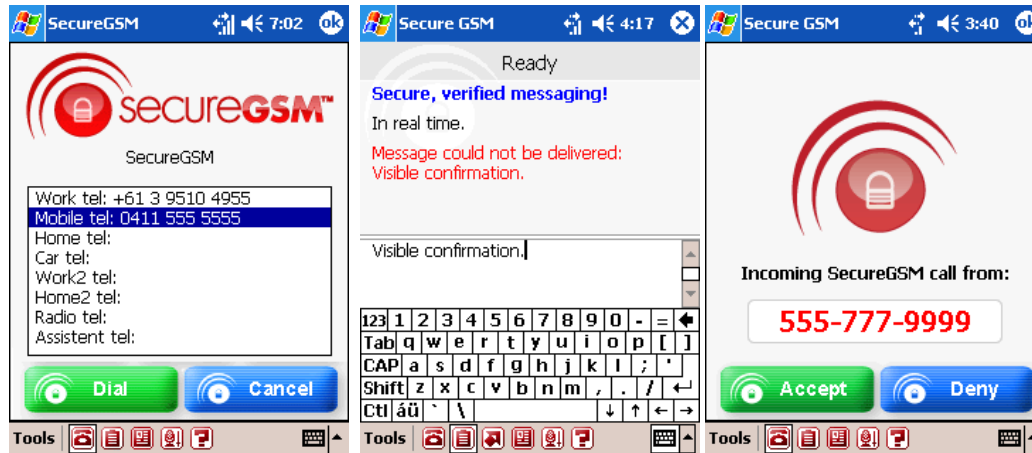 SecureGSM 7:02 ok
secureGSM™
SecureGSM
Work tel: +61 3 9510 4955
Mobile tel: 0411 555 5555
Home tel:
Car tel:
Work2 tel:
Home2 tel:
Radio tel:
Assistent tel:
Dial Cancel
Tools
Secure GSM 4:17
Ready
Secure, verified messaging!
In real time.
Message could not be delivered:
Visible confirmation.
Visible confirmation.
123 1 2 3 4 5 6 7 8 9 0 - =
Tab q w e r t y u i o p [ ]
CAP a s d f g h j k l ; '
Shift z x c v b n m , . /
Ctl áü ` \
Tools
Secure GSM 3:40 ok
Incoming SecureGSM call from:
555-777-9999
Accept Deny
Tools